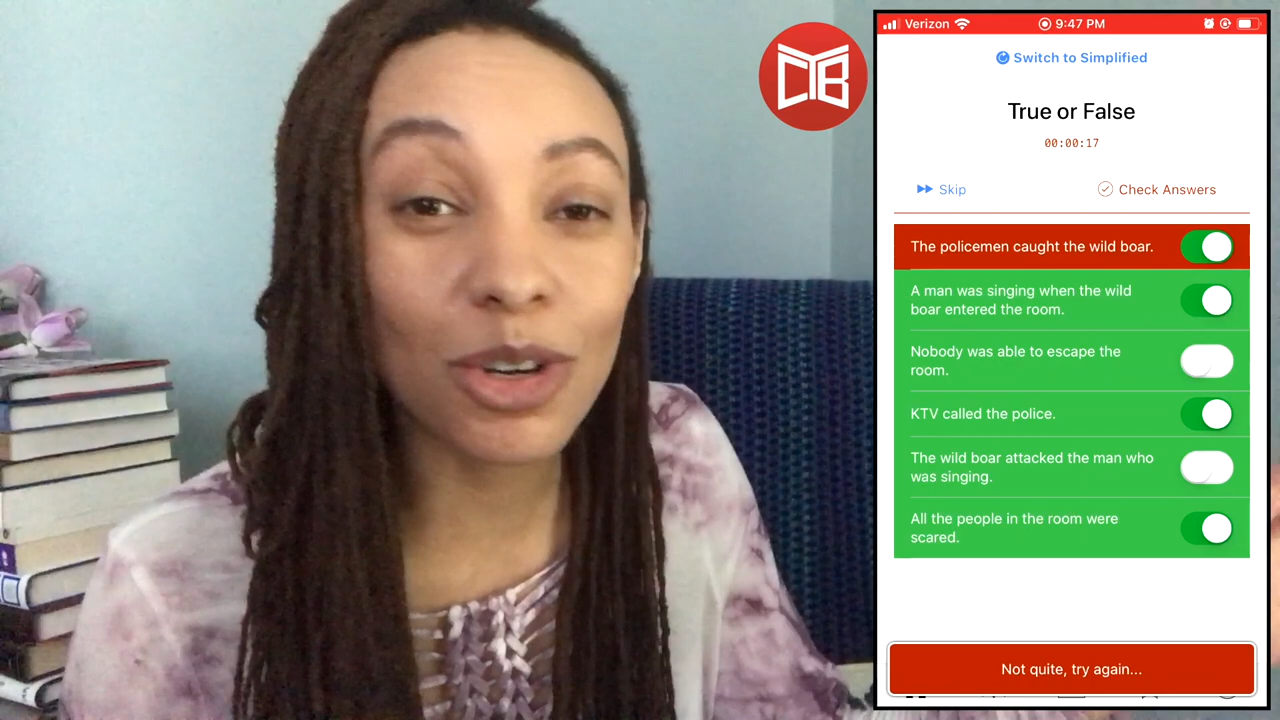 CTB
Verizon
9:47 PM
Switch to Simplified
True or False
00:00:17
Skip
Check Answers
The policemen caught the wild boar.
A man was singing when the wild
boar entered the room.
Nobody was able to escape the
room.
KTV called the police.
The wild boar attacked the man who
was singing.
All the people in the room were
scared.
Not quite, try again...